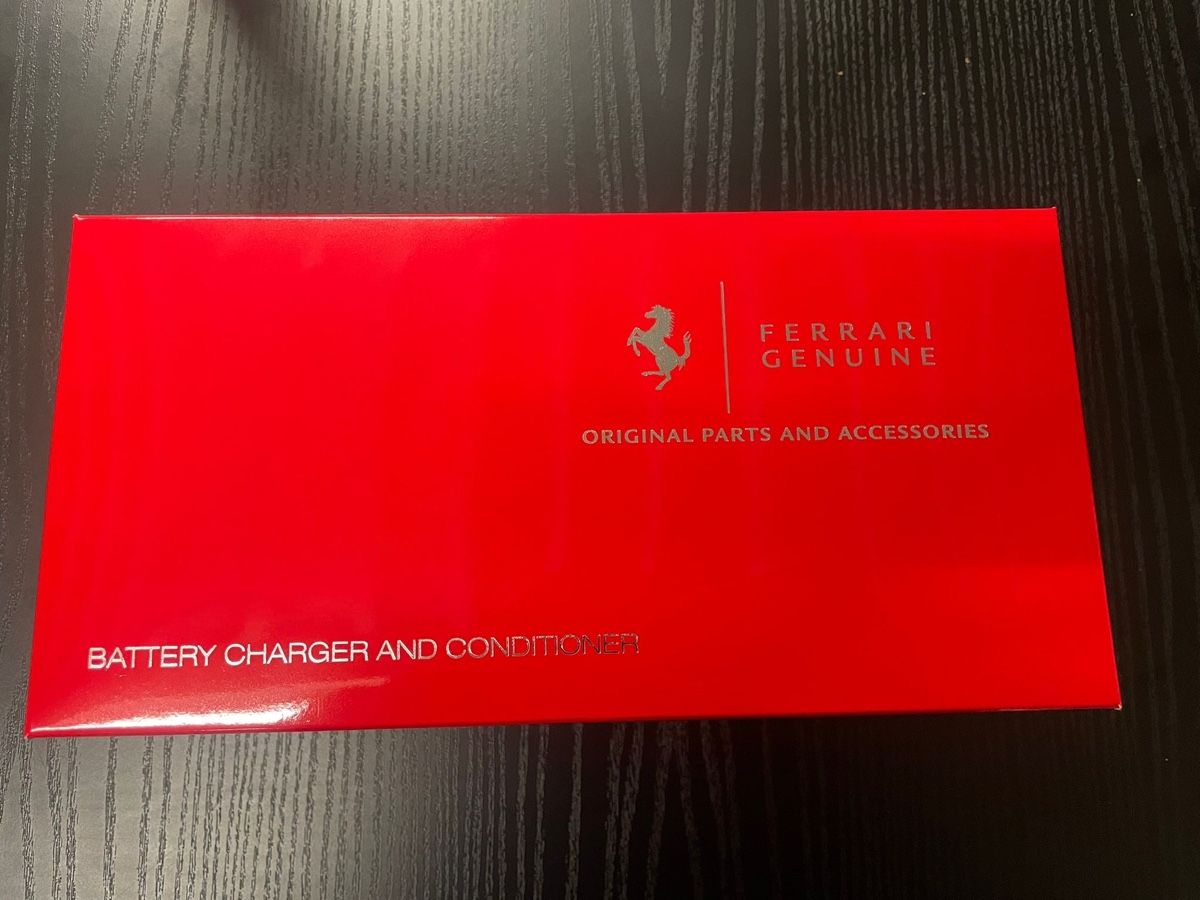 FERRARI
GENUINE
ORIGINAL PARTS AND ACCESSORIES
BATTERY CHARGER AND CONDITIONER